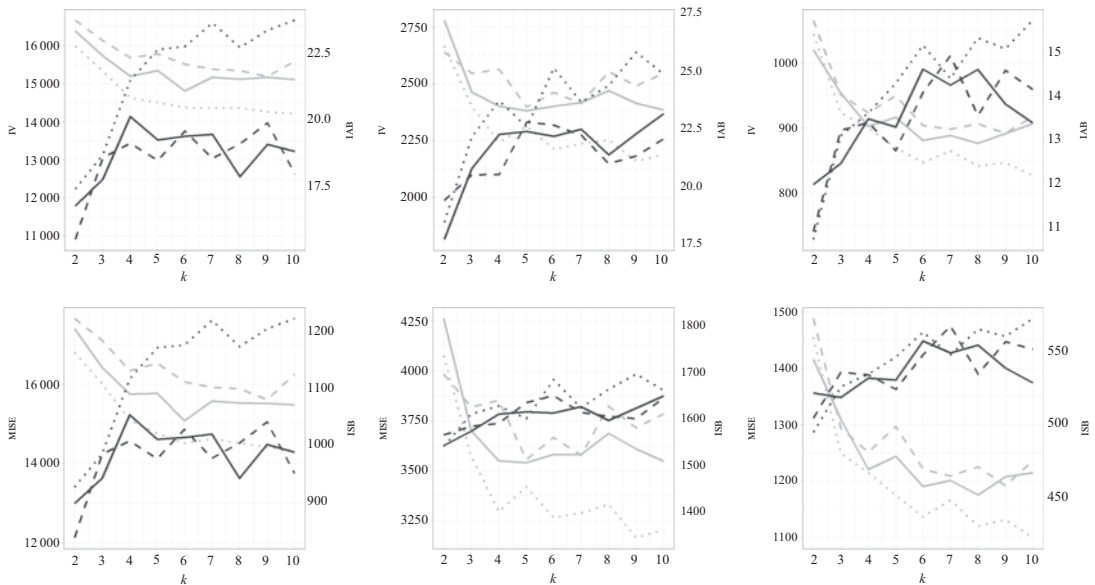 16 000
15 000
14 000
13 000
12 000
11 000
IV
22.5
20.0
17.5
IAB
2 3 4 5 6 7 8 9 10
k
2750
2500
2250
2000
IV
27.5
25.0
22.5
20.0
17.5
IAB
2 3 4 5 6 7 8 9 10
k
1000
900
800
IV
15
14
13
12
11
IAB
2 3 4 5 6 7 8 9 10
k
16 000
14 000
12 000
MISE
1200
1100
1000
900
ISB
2 3 4 5 6 7 8 9 10
k
4250
4000
3750
3500
3250
MISE
1800
1700
1600
1500
1400
ISB
2 3 4 5 6 7 8 9 10
k
1500
1400
1300
1200
1100
MISE
550
500
450
ISB
2 3 4 5 6 7 8 9 10
k